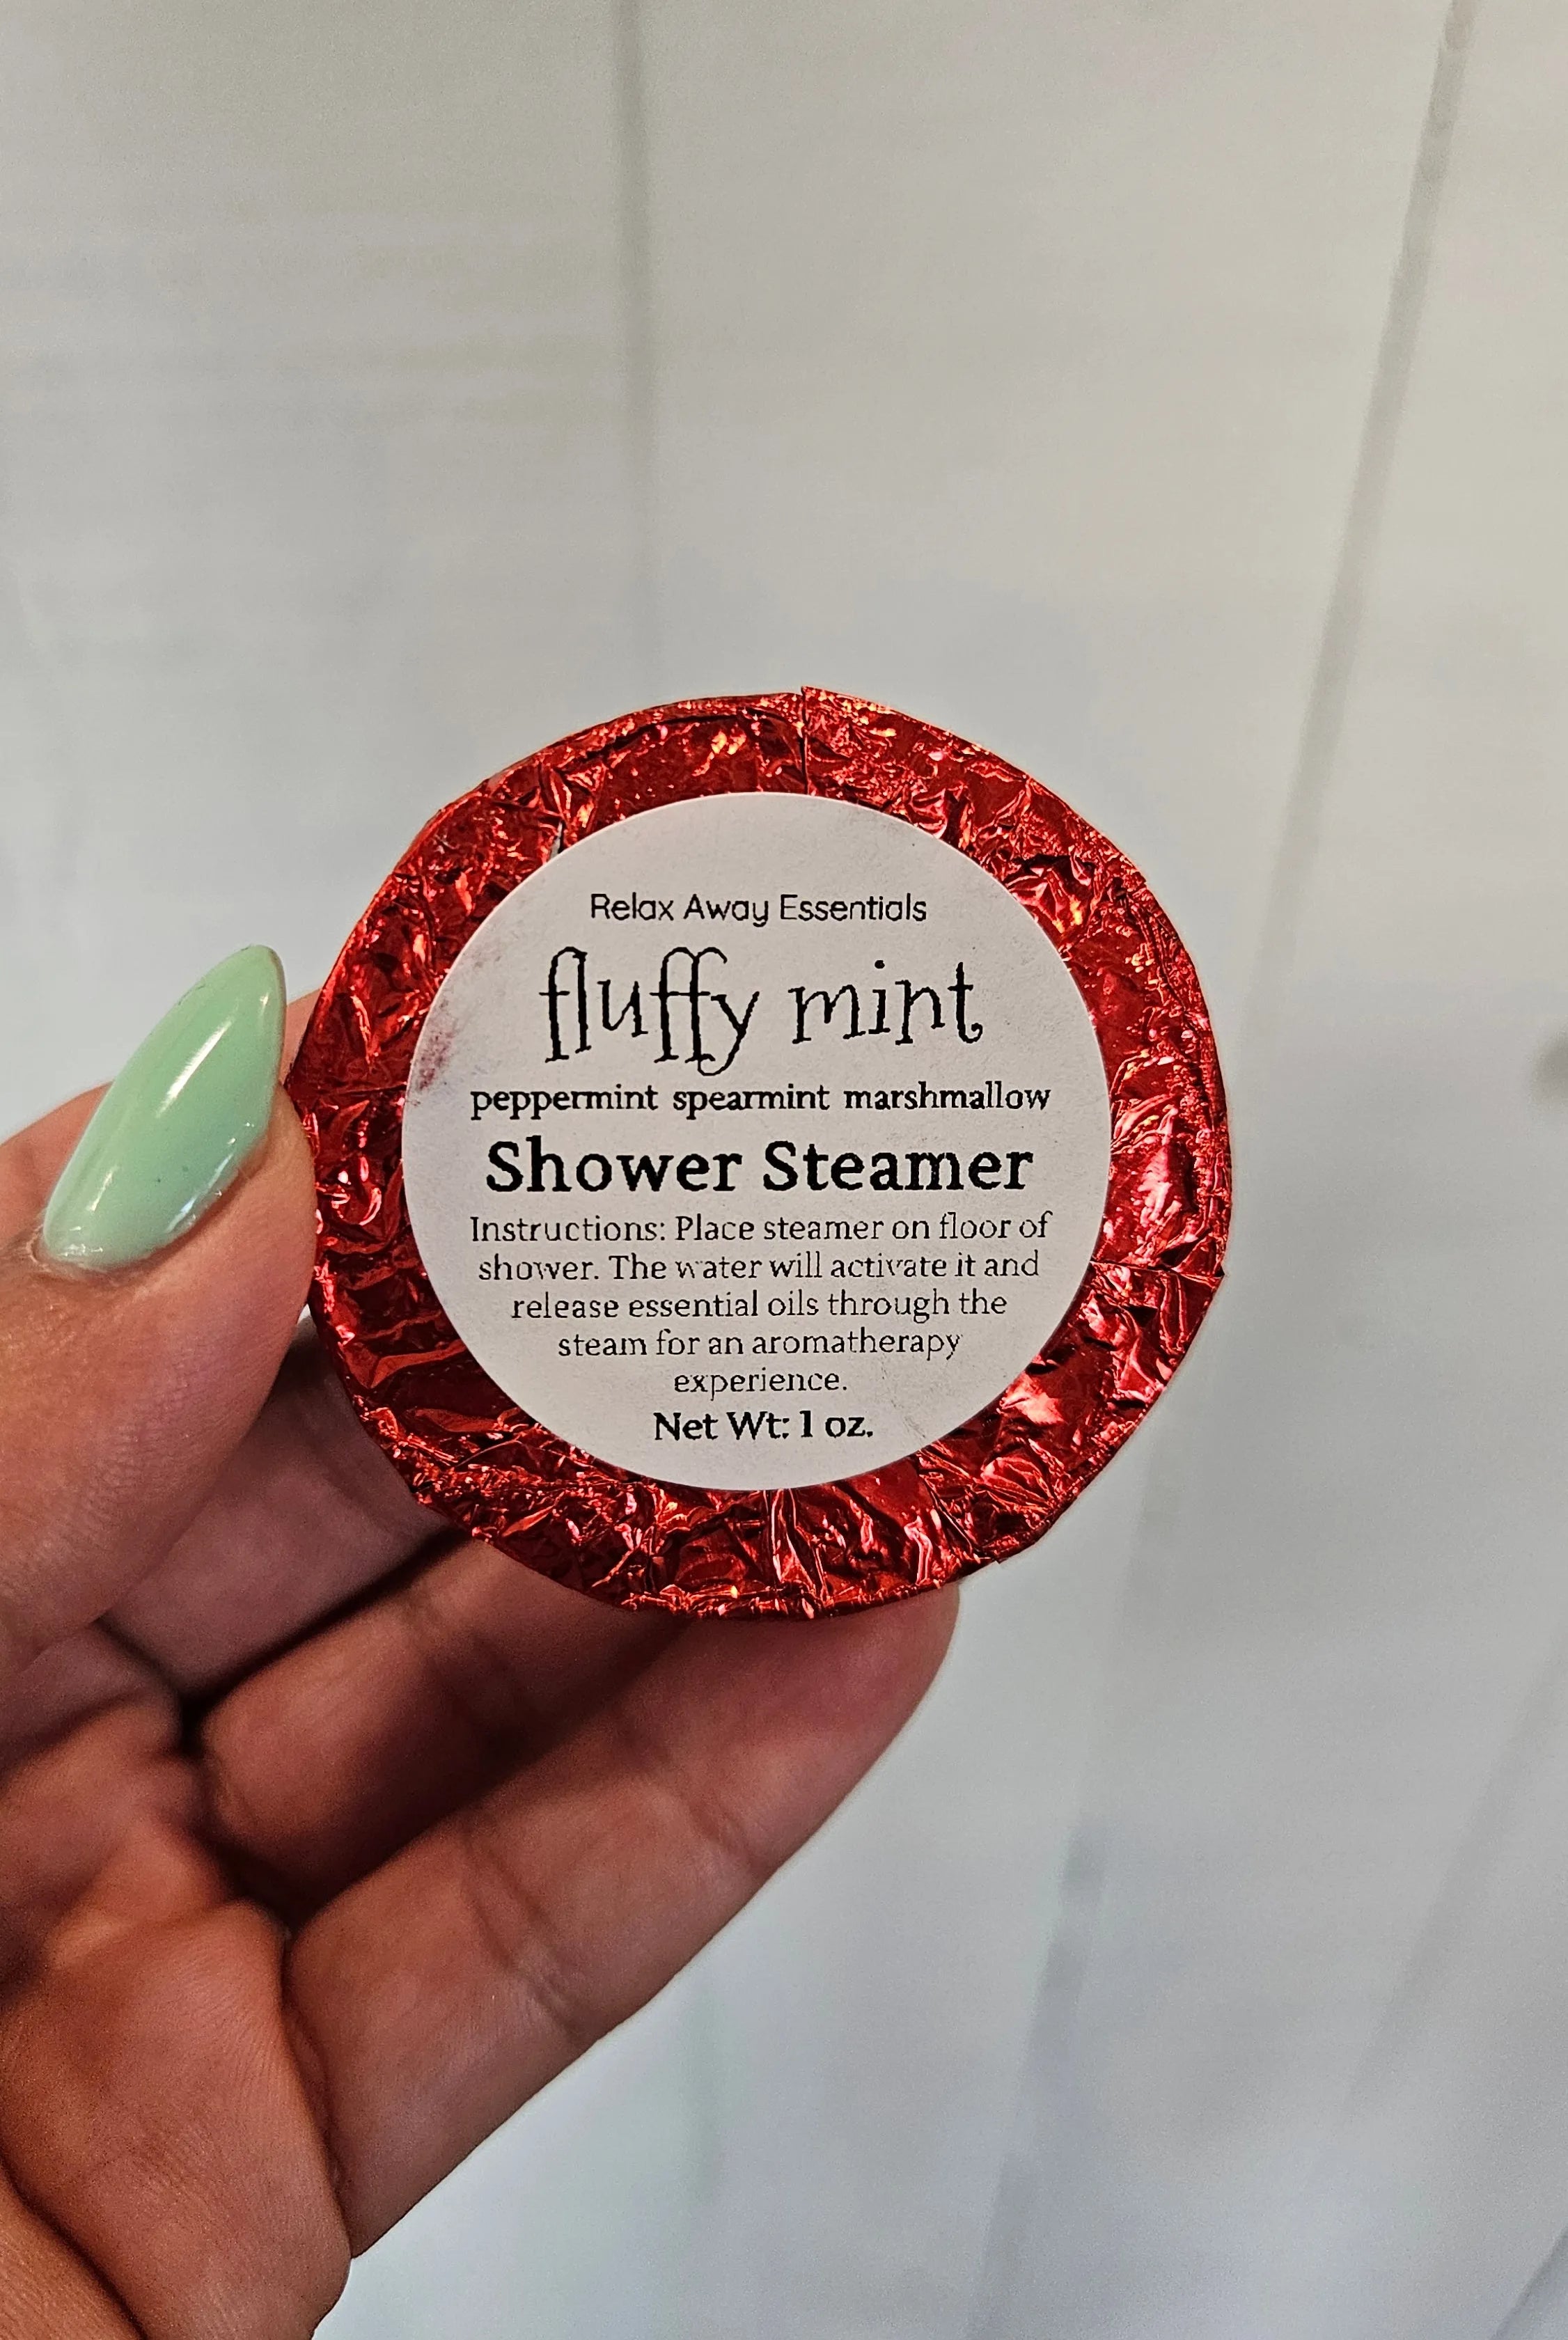 Relax Away Essentials
fluffy mint
peppermint spearmint marshmallow
Shower Steamer
Instructions: Place steamer on floor of
shower. The water will activate it and
release essential oils through the
steam for an aromatherapy
experience.
Net Wt: 1 oz.